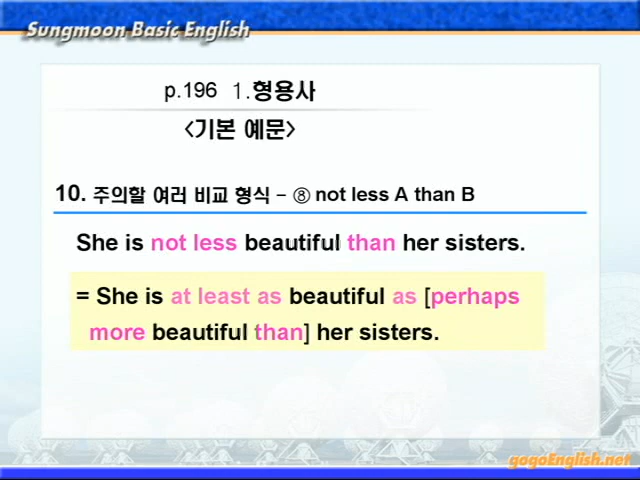 Sungmoon Basic English
p.196 1.형용사
<기본 예문>
10. 주의할 여러 비교 형식 - ⑧ not less A than B
She is not less beautiful than her sisters.
= She is at least as beautiful as [perhaps
more beautiful than] her sisters.
gogoEnglish.net